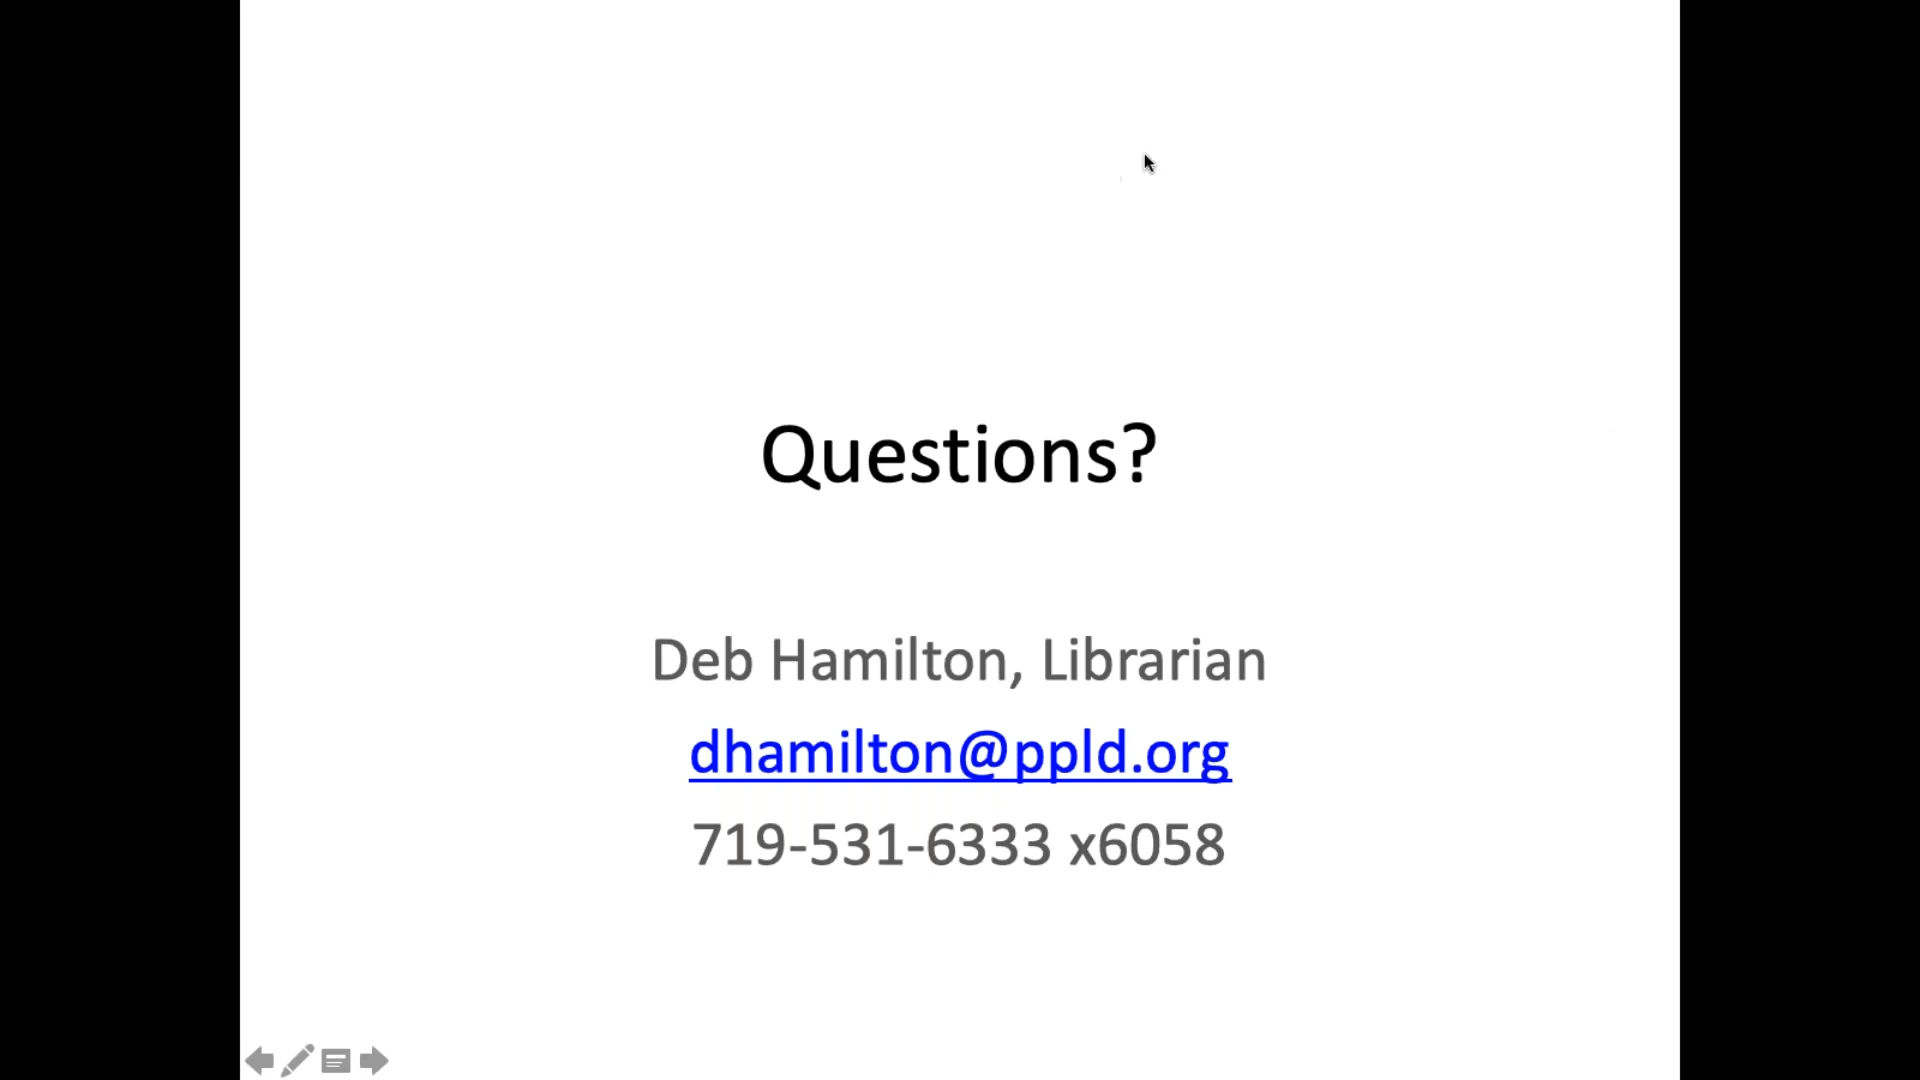 Questions?
Deb Hamilton, Librarian
dhamilton@ppld.org
719-531-6333 x6058